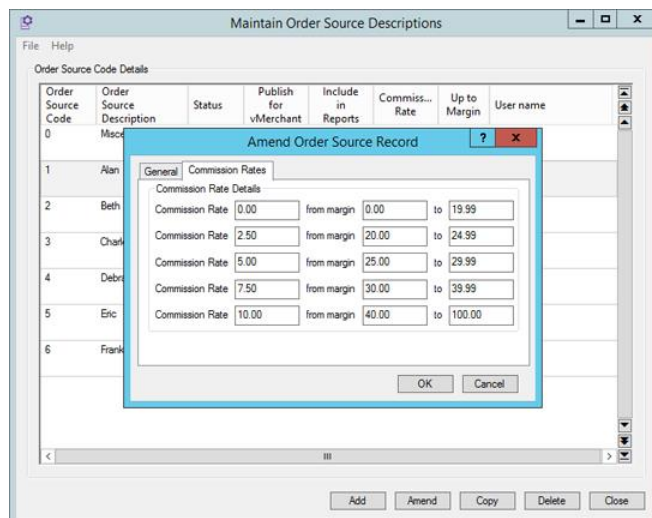 Maintain Order Source Descriptions
File Help
Order Source Code Details
Order Source Code Order Source Description Status Publish for vMerchant Include in Reports Commiss... Rate Up to Margin User name
0 Misce
1 Alan
2 Beth
3 Charl
4 Debra
5 Eric
6 Frank
Amend Order Source Record ? x
General Commission Rates
Commission Rate Details
Commission Rate 0.00 from margin 0.00 to 19.99
Commission Rate 2.50 from margin 20.00 to 24.99
Commission Rate 5.00 from margin 25.00 to 29.99
Commission Rate 7.50 from margin 30.00 to 39.99
Commission Rate 10.00 from margin 40.00 to 100.00
OK Cancel
Add Amend Copy Delete Close